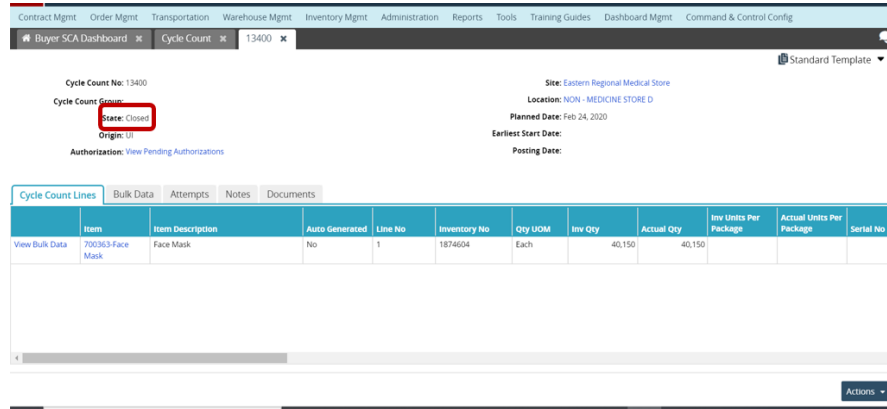 Contract Mgmt Order Mgmt Transportation Warehouse Mgmt Inventory Mgmt Administration Reports Tools Training Guides Dashboard Mgmt Command & Control Config
Buyer SCA Dashboard × Cycle Count × 13400 ×
Standard Template
Cycle Count No: 13400
Cycle Count Group:
State: Closed
Origin: UI
Authorization: View Pending Authorizations
Site: Eastern Regional Medical Store
Location: NON - MEDICINE STORE D
Planned Date: Feb 24, 2020
Earliest Start Date:
Posting Date:
Cycle Count Lines Bulk Data Attempts Notes Documents
Item Item Description Auto Generated Line No Inventory No Qty UOM Inv Qty Actual Qty Inv Units Per Package Actual Units Per Package Serial No
View Bulk Data 700363-Face Mask Face Mask No 1 1874604 Each 40,150 40,150
Actions